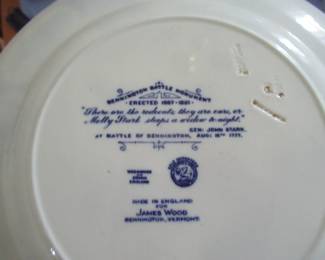 BENNINGTON BATTLE MONUMENT
ERECTED 1887-1891
"There are the redcoats; they are ours, or
Molly Stark sleeps a widow to-night."
GEN: JOHN STARK.
AT BATTLE OF BENNINGTON, AUG: 16TH 1777.
WEDGWOOD
ENGLAND
MADE IN ENGLAND
FOR
JAMES WOOD
BENNINGTON, VERMONT.